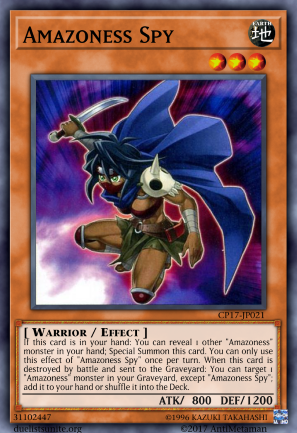 AMAZONESS SPY
EARTH
地
CP17-JP021
[ WARRIOR / EFFECT ]
If this card is in your hand: You can reveal 1 other "Amazoness"
monster in your hand; Special Summon this card. You can only use
this effect of "Amazoness Spy" once per turn. When this card is
destroyed by battle and sent to the Graveyard: You can target 1
"Amazoness" monster in your Graveyard, except "Amazoness Spy";
add it to your hand or shuffle it into the Deck.
ATK/ 800 DEF/1200
31102447
©1996 KAZUKI TAKAHASHI
©2017 AntiMetaman